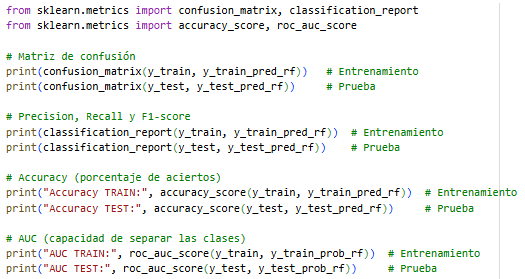 from sklearn.metrics import confusion_matrix, classification_report
from sklearn.metrics import accuracy_score, roc_auc_score

# Matriz de confusión
print(confusion_matrix(y_train, y_train_pred_rf))   # Entrenamiento
print(confusion_matrix(y_test, y_test_pred_rf))     # Prueba

# Precision, Recall y F1-score
print(classification_report(y_train, y_train_pred_rf))  # Entrenamiento
print(classification_report(y_test, y_test_pred_rf))    # Prueba

# Accuracy (porcentaje de aciertos)
print("Accuracy TRAIN:", accuracy_score(y_train, y_train_pred_rf))  # Entrenamiento
print("Accuracy TEST:", accuracy_score(y_test, y_test_pred_rf))     # Prueba

# AUC (capacidad de separar las clases)
print("AUC TRAIN:", roc_auc_score(y_train, y_train_prob_rf))  # Entrenamiento
print("AUC TEST:", roc_auc_score(y_test, y_test_prob_rf))     # Prueba